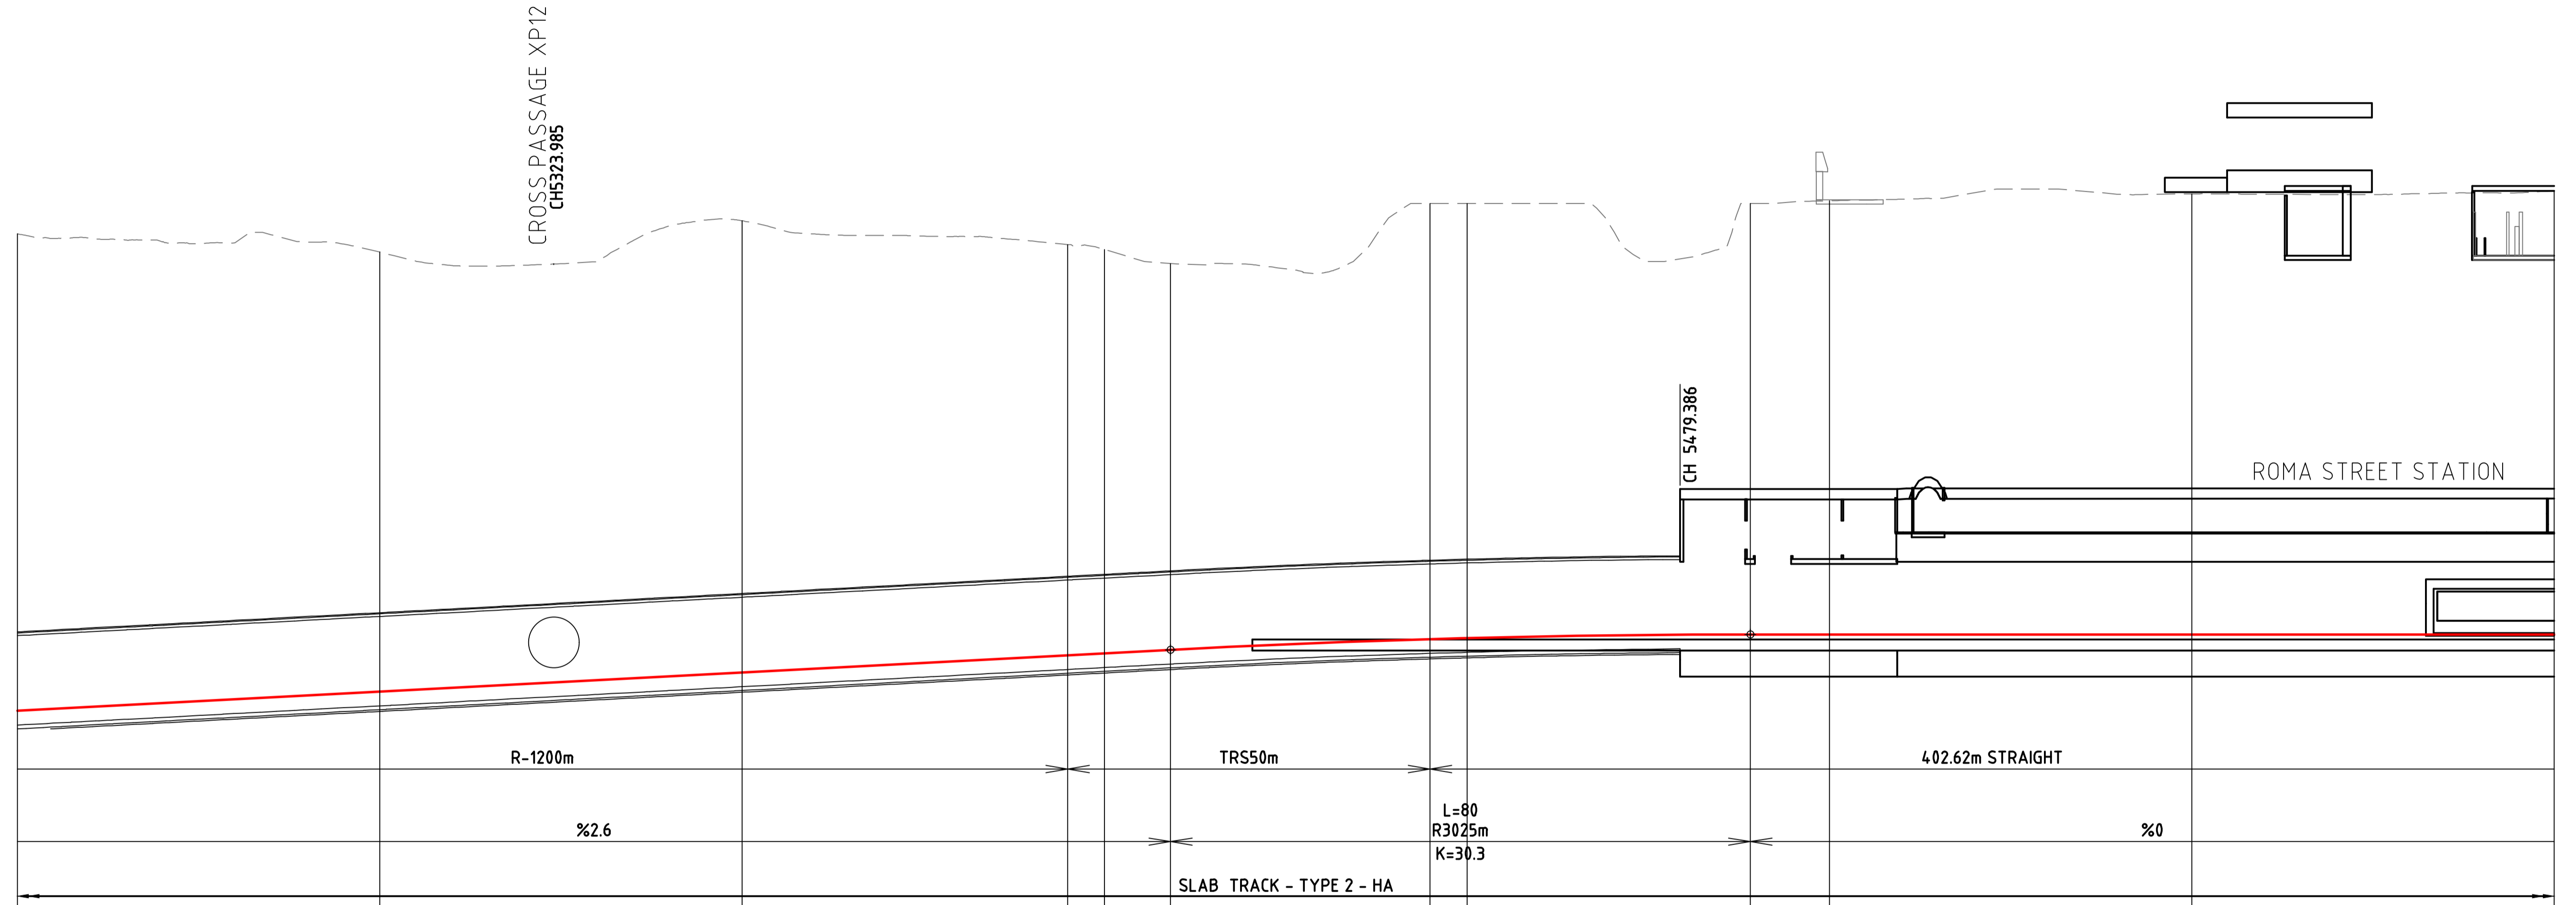 CROSS PASSAGE XP12
CH5323.985
CH 5479.386
ROMA STREET STATION
R-1200m
TRS50m
402.62m STRAIGHT
%2.6
L=80
R3025m
K=30.3
%0
SLAB TRACK - TYPE 2 - HA